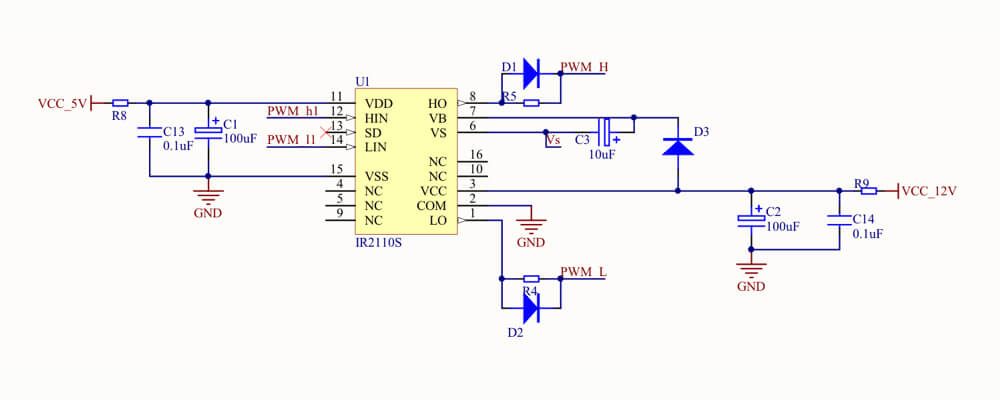 D1 PWM_H
U1
VCC_5V R8 11 VDD HO 8 R5
PWM_h1 12 HIN VB 7
13 SD VS 6 Vs C3 D3
C13 C1
0.1uF 100uF
PWM_l1 14 LIN 10uF
NC 16
15 VSS NC 10
4 NC VCC 3 R9 VCC_12V
5 NC COM 2
9 NC LO 1
GND
C2 C14
100uF 0.1uF
IR2110S GND
PWM_L
R4
GND
D2